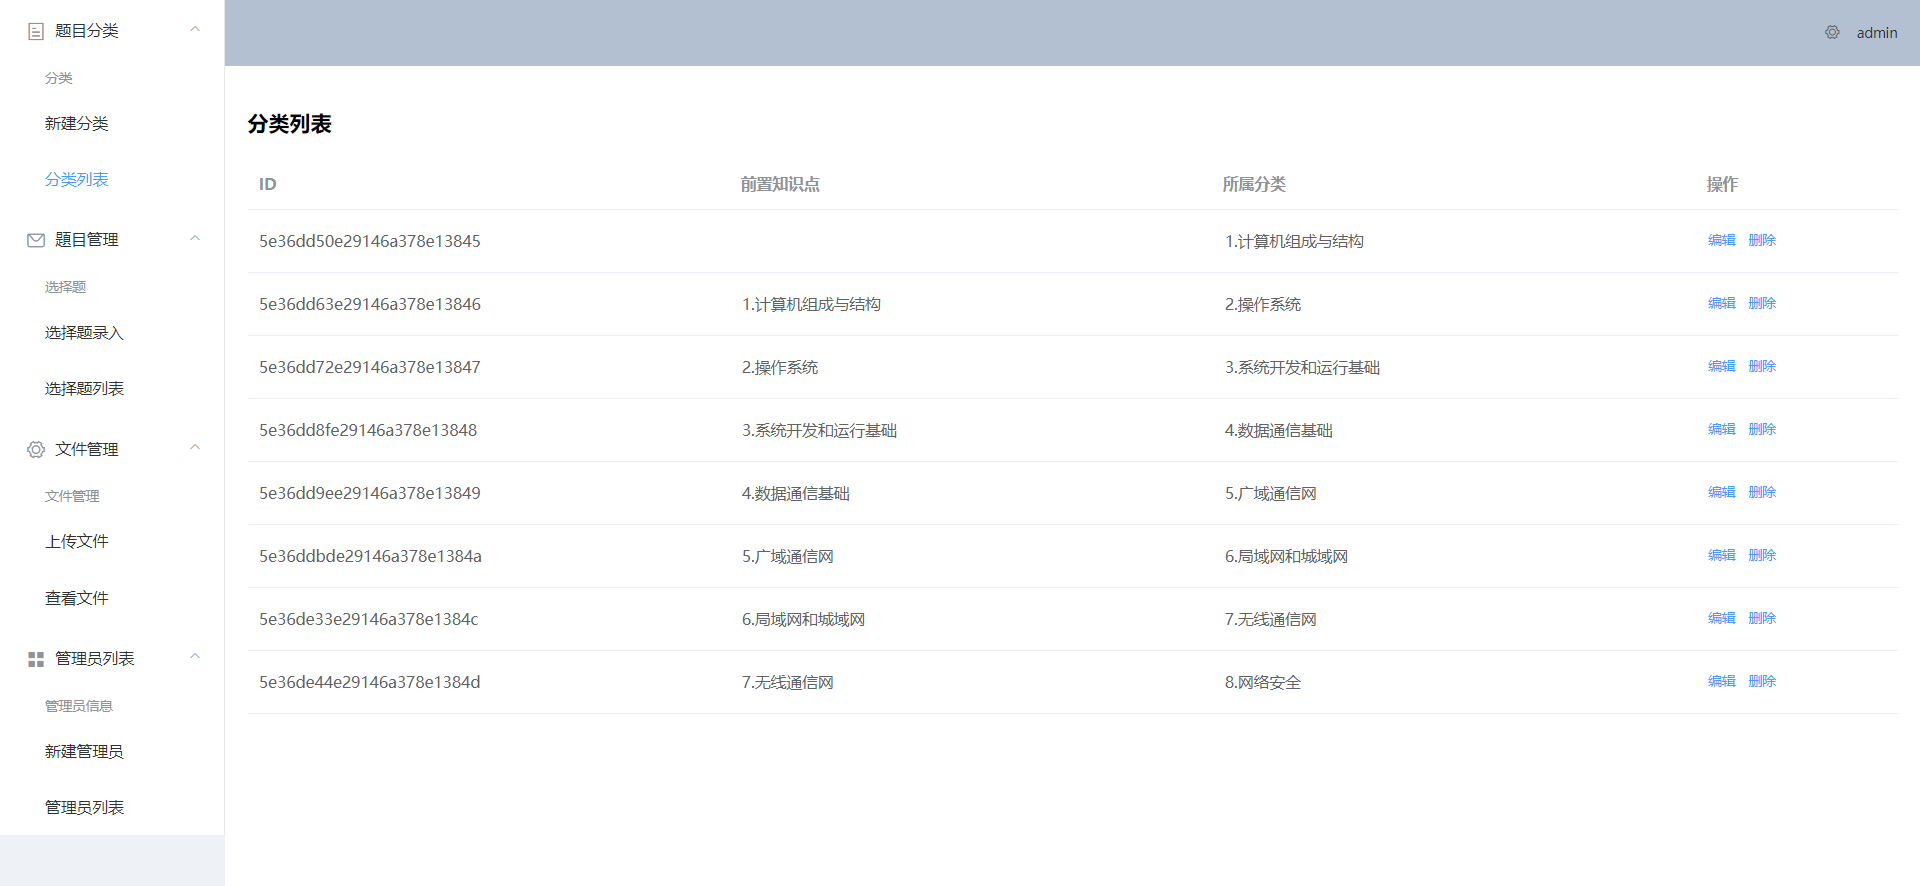 题目分类
分类
新建分类
分类列表
题目管理
选择题
选择题录入
选择题列表
文件管理
文件管理
上传文件
查看文件
管理员列表
管理员信息
新建管理员
管理员列表
admin
分类列表
ID 前置知识点 所属分类 操作
5e36dd50e29146a378e13845 1.计算机组成与结构 编辑 删除
5e36dd63e29146a378e13846 1.计算机组成与结构 2.操作系统 编辑 删除
5e36dd72e29146a378e13847 2.操作系统 3.系统开发和运行基础 编辑 删除
5e36dd8fe29146a378e13848 3.系统开发和运行基础 4.数据通信基础 编辑 删除
5e36dd9ee29146a378e13849 4.数据通信基础 5.广域通信网 编辑 删除
5e36ddbde29146a378e1384a 5.广域通信网 6.局域网和城域网 编辑 删除
5e36de33e29146a378e1384c 6.局域网和城域网 7.无线通信网 编辑 删除
5e36de44e29146a378e1384d 7.无线通信网 8.网络安全 编辑 删除